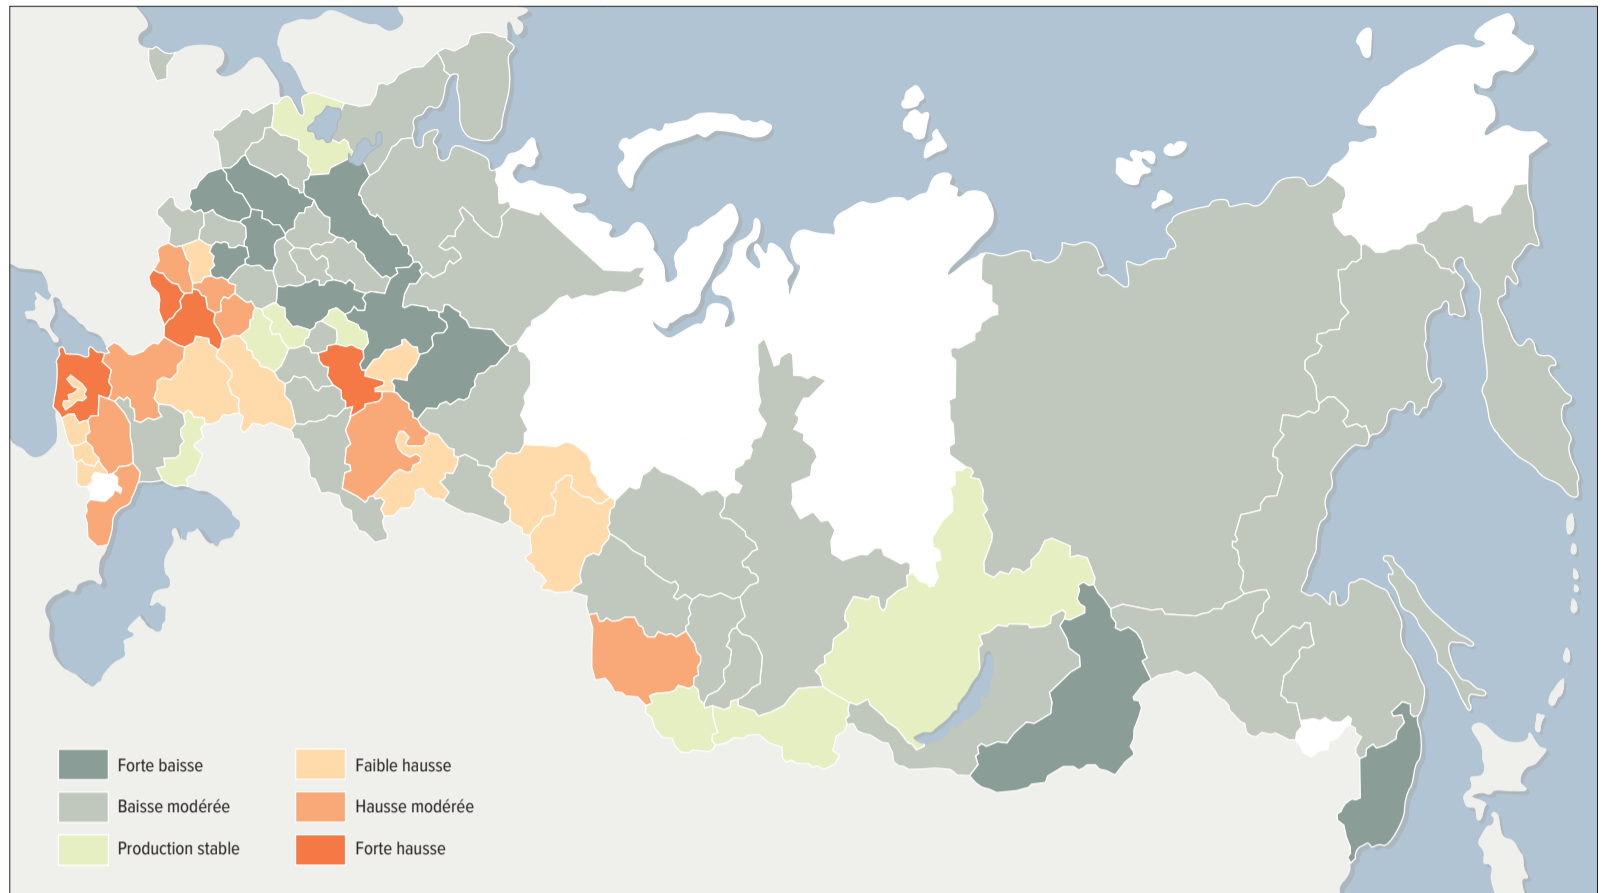 Forte baisse
Baisse modérée
Production stable
Faible hausse
Hausse modérée
Forte hausse